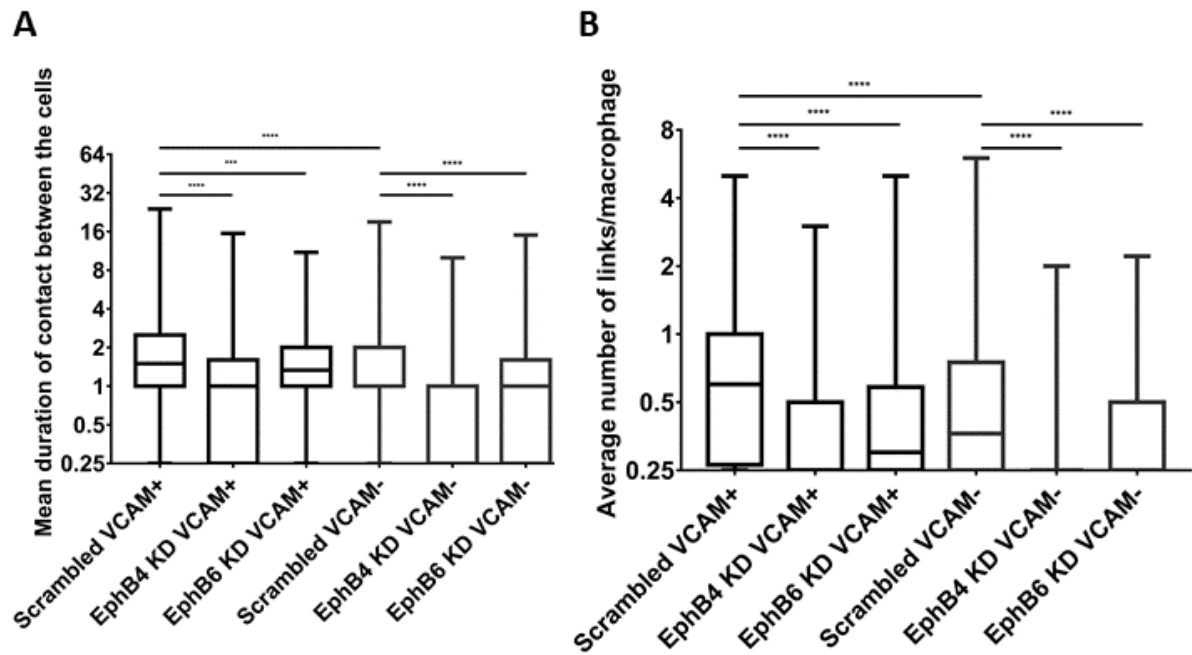 A
Mean duration of contact between the cells
64
32
16
8
4
2
1
0.5
0.25
****
***
****
****
****
Scrambled VCAM+
EphB4 KD VCAM+
EphB6 KD VCAM+
Scrambled VCAM-
EphB4 KD VCAM-
EphB6 KD VCAM-
B
Average number of links/macrophage
8
4
2
1
0.5
0.25
****
****
****
****
****
Scrambled VCAM+
EphB4 KD VCAM+
EphB6 KD VCAM+
Scrambled VCAM-
EphB4 KD VCAM-
EphB6 KD VCAM-